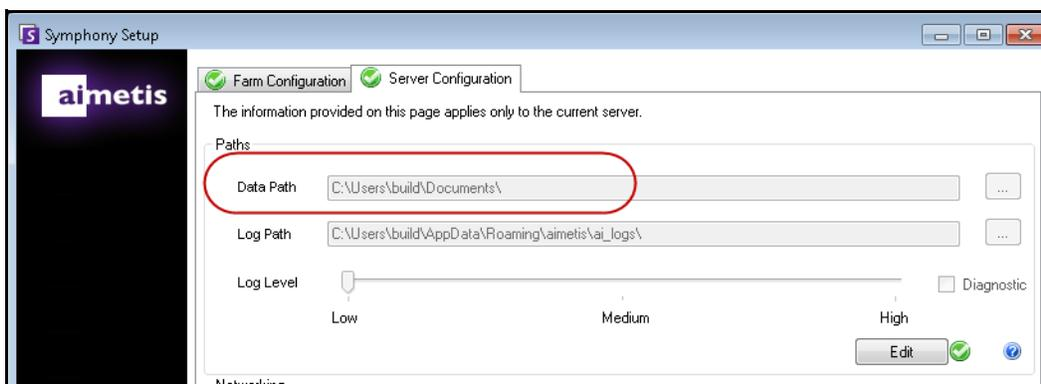 Symphony Setup
aimetis
Farm Configuration
Server Configuration
The information provided on this page applies only to the current server.
Paths
Data Path
C:\Users\build\Documents\
...
Log Path
C:\Users\build\AppData\Roaming\aimetis\ai_logs\
...
Log Level
Diagnostic
Low
Medium
High
Edit
Networking